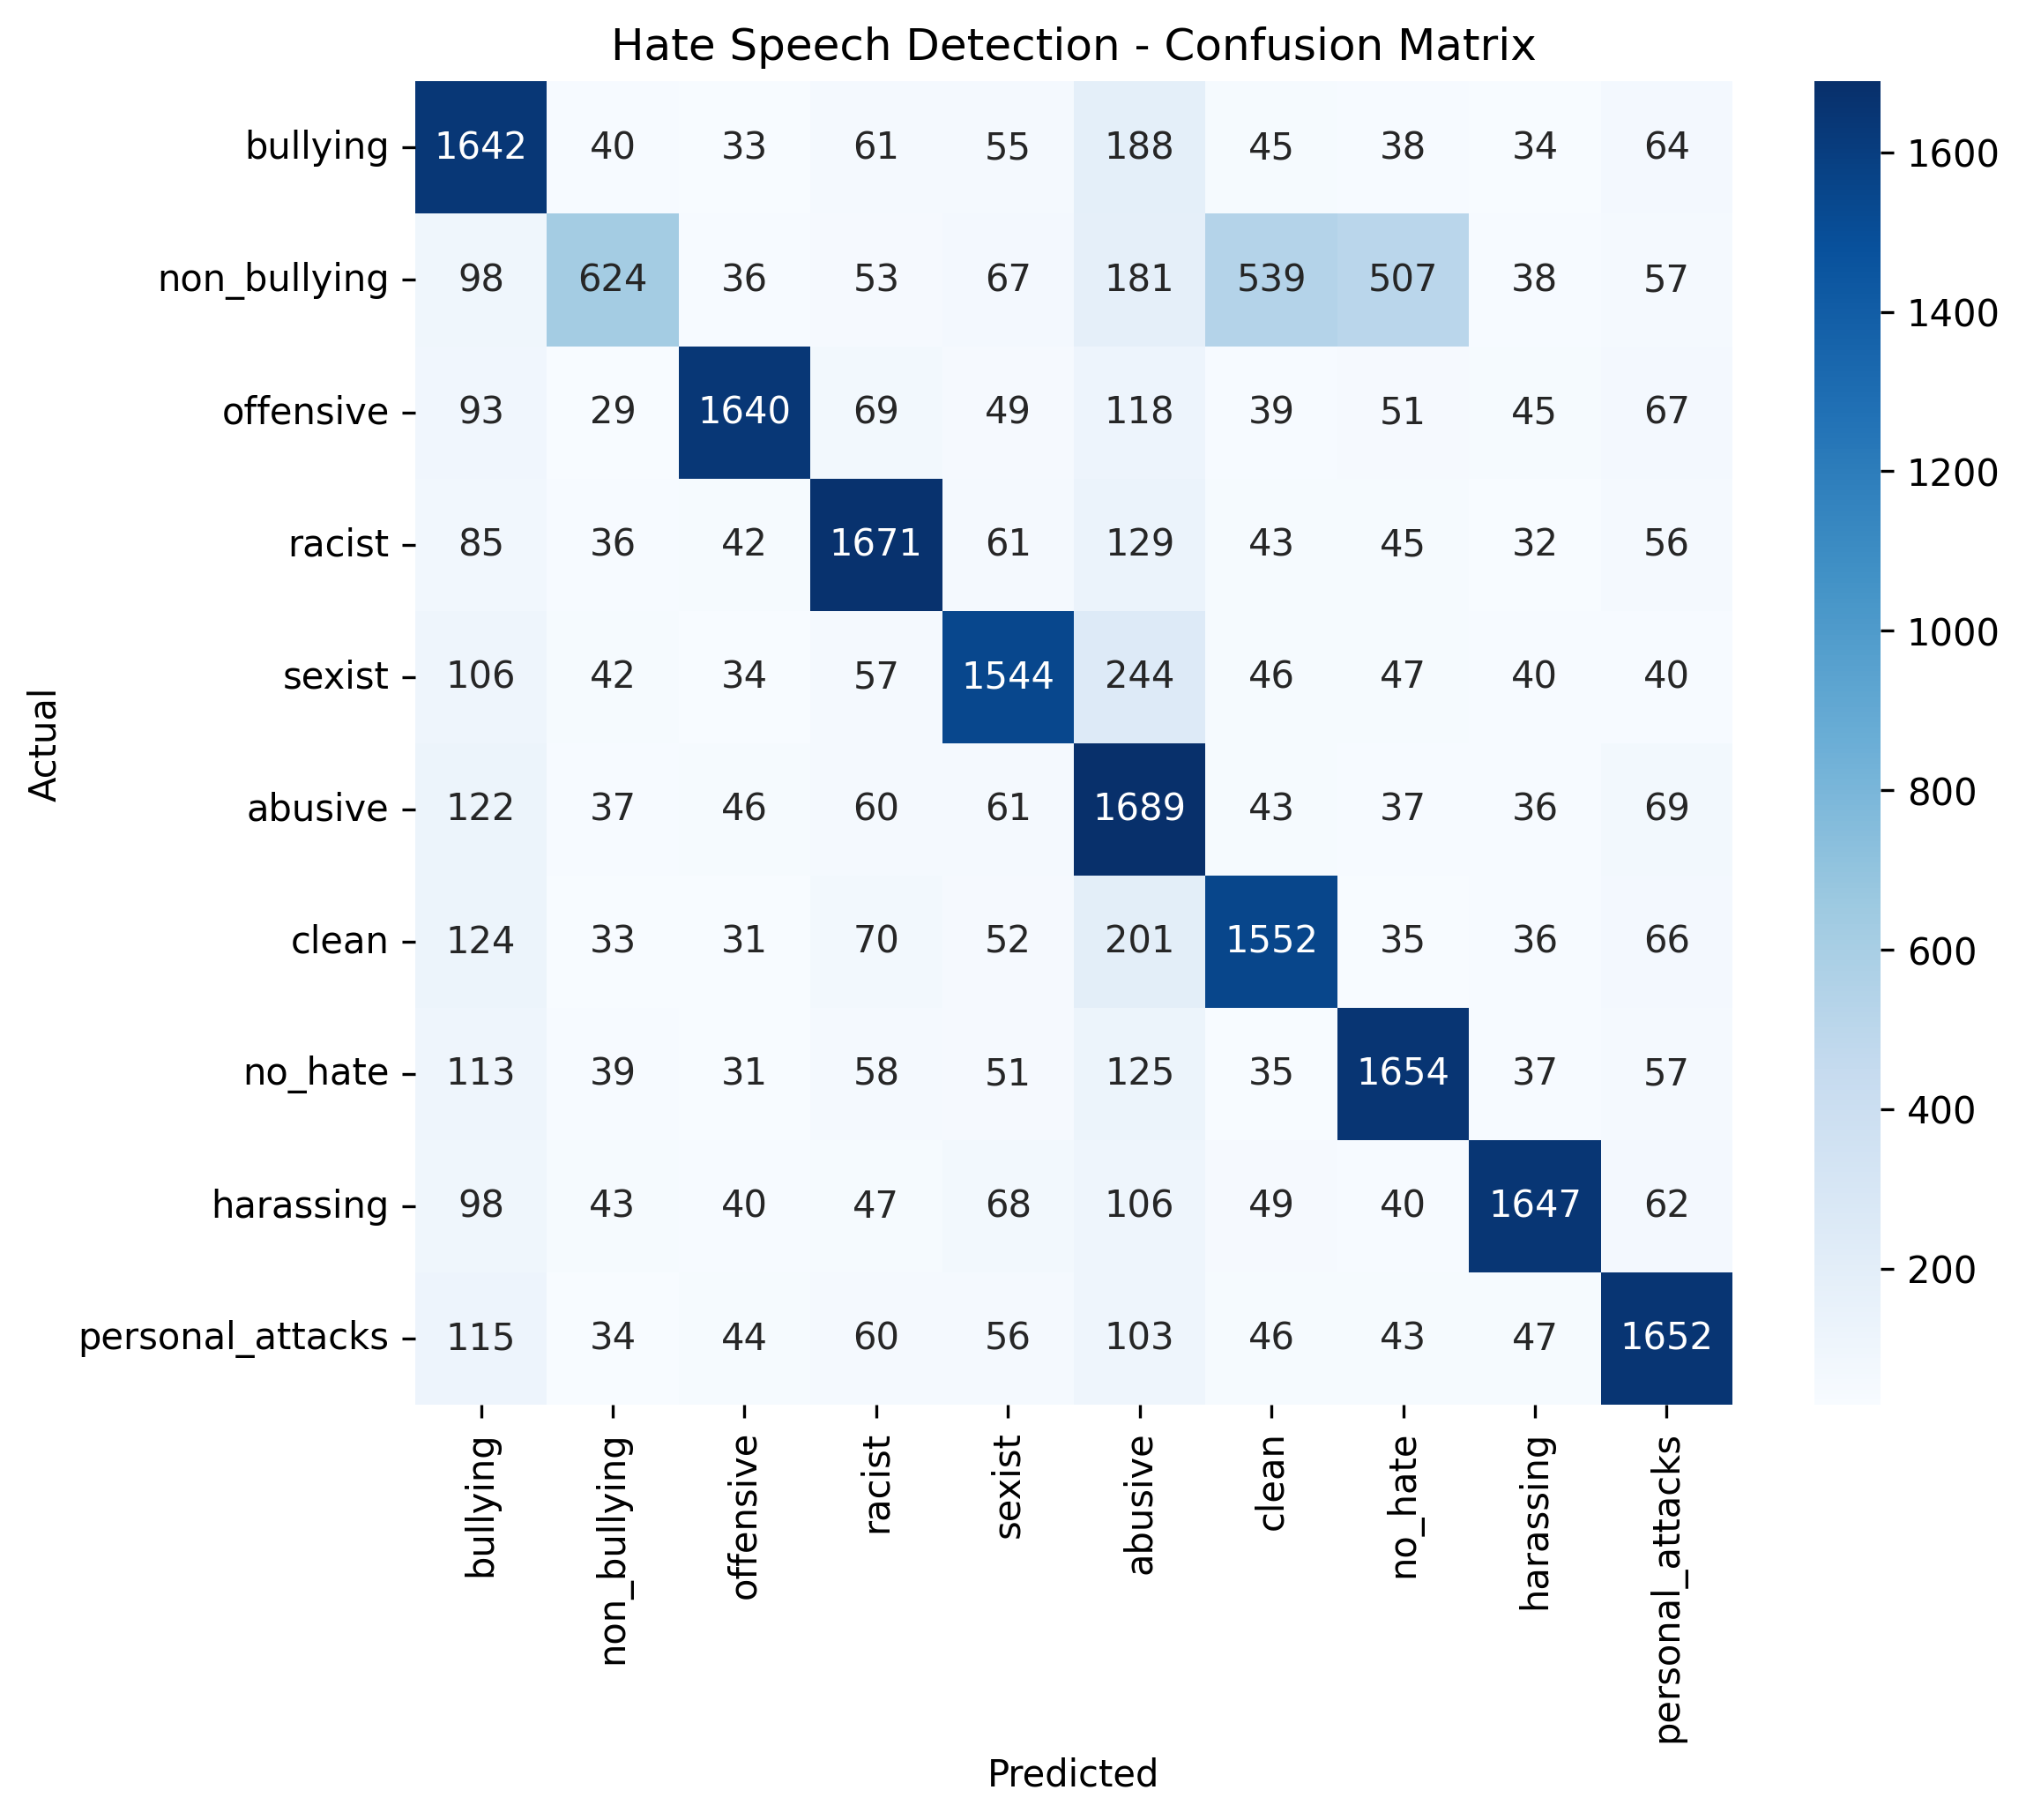 Hate Speech Detection - Confusion Matrix
bullying 1642 40 33 61 55 188 45 38 34 64
non_bullying 98 624 36 53 67 181 539 507 38 57
offensive 93 29 1640 69 49 118 39 51 45 67
racist 85 36 42 1671 61 129 43 45 32 56
sexist 106 42 34 57 1544 244 46 47 40 40
abusive 122 37 46 60 61 1689 43 37 36 69
clean 124 33 31 70 52 201 1552 35 36 66
no_hate 113 39 31 58 51 125 35 1654 37 57
harassing 98 43 40 47 68 106 49 40 1647 62
personal_attacks 115 34 44 60 56 103 46 43 47 1652
Actual
bullying non_bullying offensive racist sexist abusive clean no_hate harassing personal_attacks
Predicted
1600
1400
1200
1000
800
600
400
200